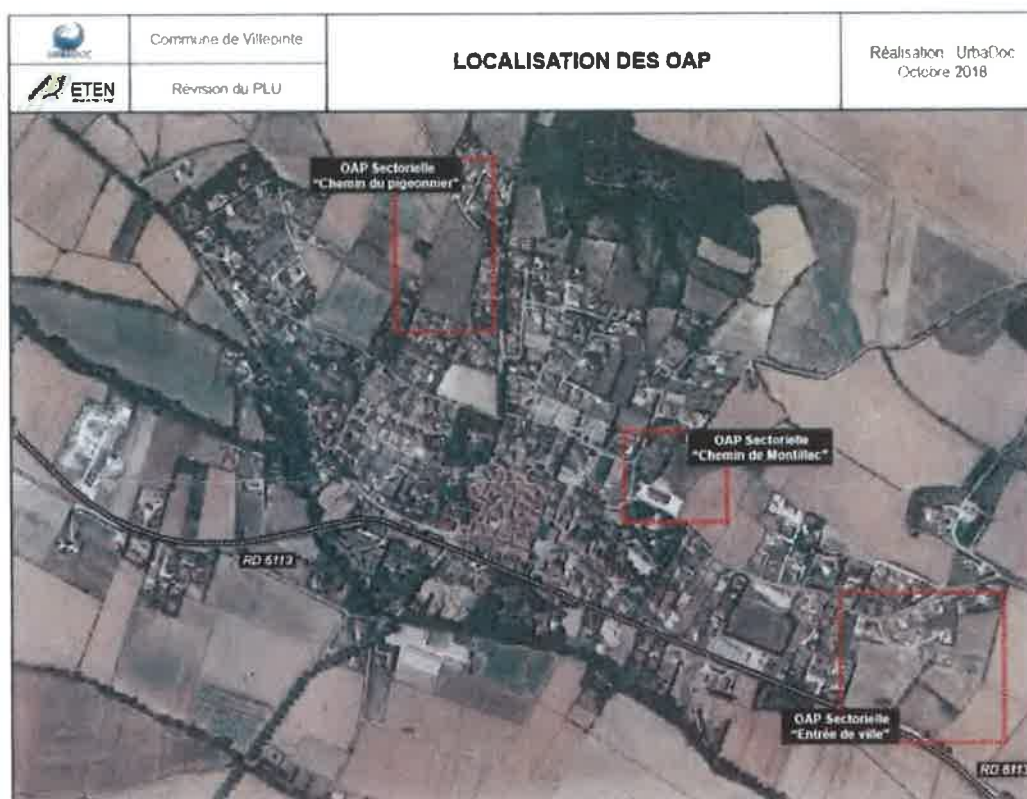 Commune de Villepinte
ETEN
Révision du PLU
LOCALISATION DES OAP
Réalisation UrbaDoc
Octobre 2018
OAP Sectorielle
"Chemin du pigeonnier"
OAP Sectorielle
"Chemin de Montillec"
RD 6113
OAP Sectorielle
"Entrée de ville"
RD 6113